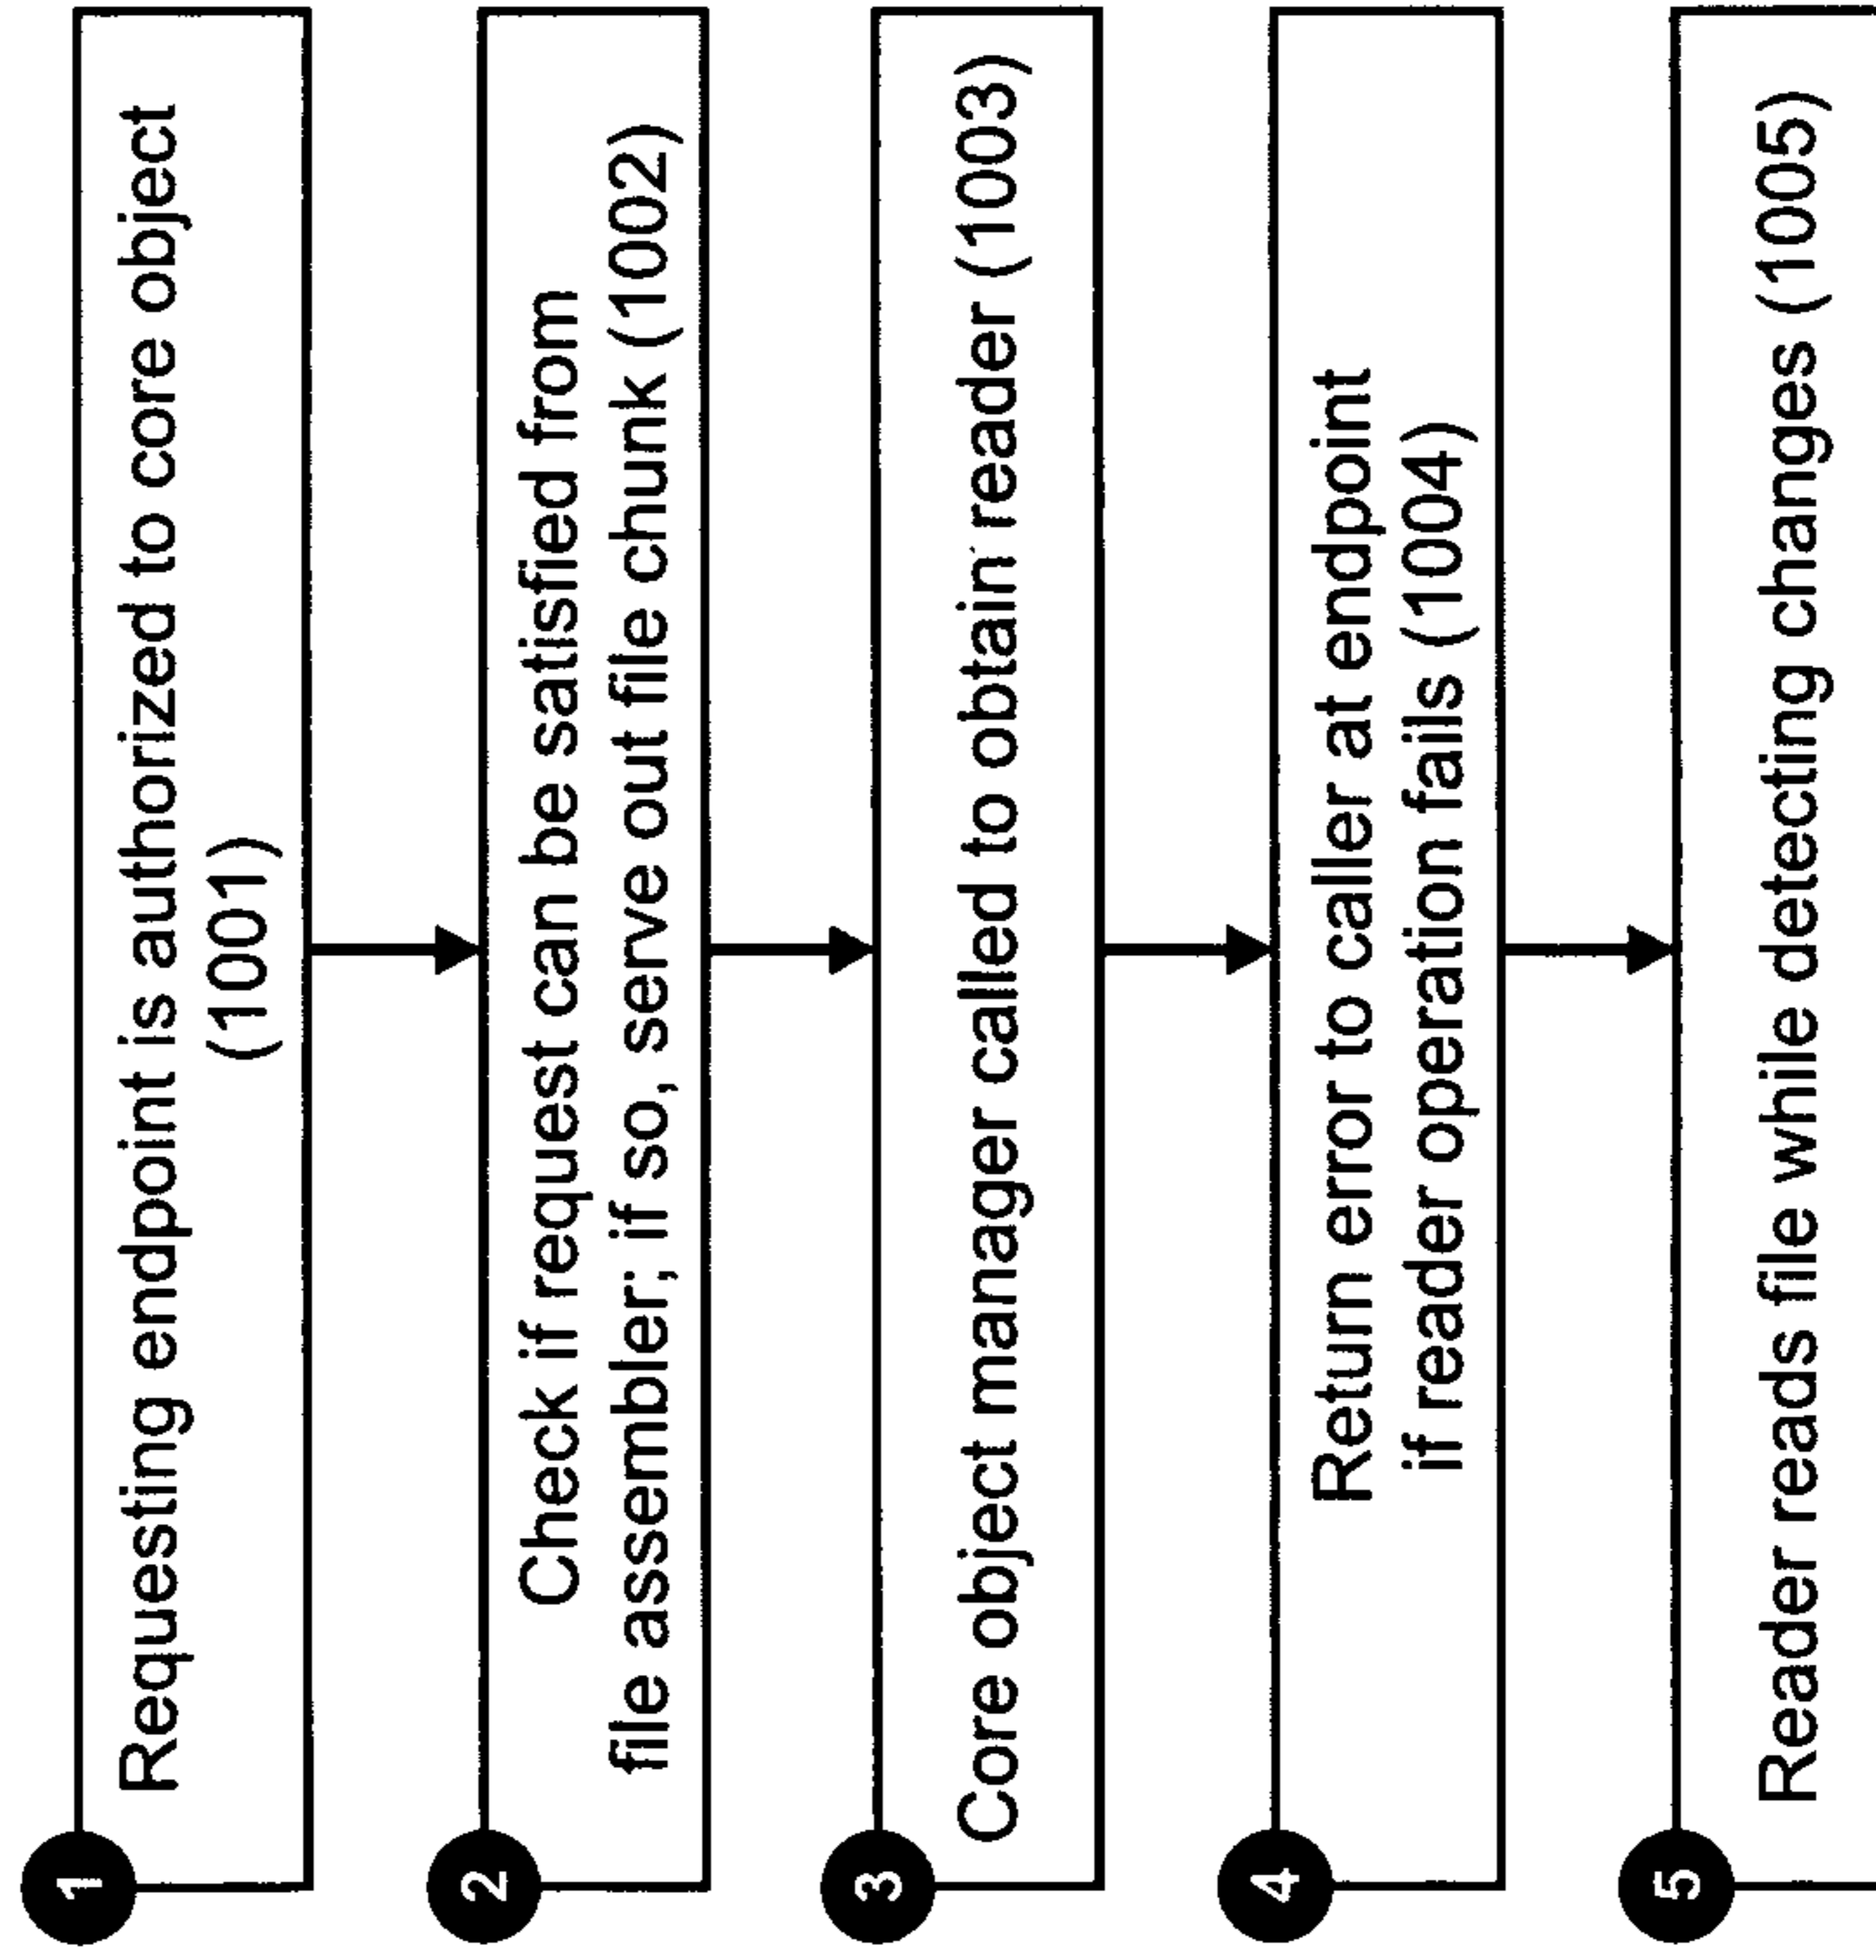 1
Requesting endpoint is authorized to core object
(1001)
2
Check if request can be satisfied from
file assembler; if so, serve out file chunk (1002)
3
Core object manager called to obtain reader (1003)
4
Return error to caller at endpoint
if reader operation fails (1004)
5
Reader reads file while detecting changes (1005)